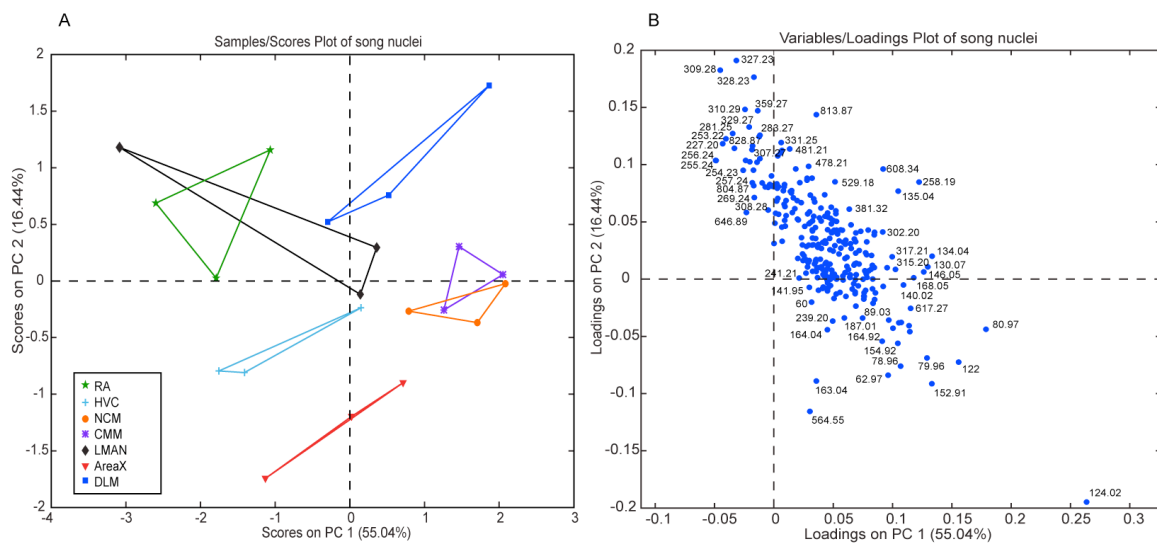 A
Samples/Scores Plot of song nuclei
2
1.5
1
0.5
0
-0.5
-1
-1.5
-2
Scores on PC 2 (16.44%)
-4 -3 -2 -1 0 1 2 3
Scores on PC 1 (55.04%)
RA
HVC
NCM
CMM
LMAN
AreaX
DLM
B
Variables/Loadings Plot of song nuclei
0.2
0.15
0.1
0.05
0
-0.05
-0.1
-0.15
-0.2
Loadings on PC 2 (16.44%)
-0.1 -0.05 0 0.05 0.1 0.15 0.2 0.25 0.3
Loadings on PC 1 (55.04%)
327.23
309.28
328.23
310.29 359.27
813.87
329.27
281.25 283.27
253.22 828.87 331.25
227.20 307.27 481.21
256.24
255.24 478.21 608.34
254.23
257.24 529.18 258.19
804.87 135.04
269.24
308.28 381.32
646.89
302.20
317.21 134.04
315.20 130.07
241.21 146.05
168.05
141.95 140.02
60 89.03 617.27
239.20 187.01 80.97
164.04 164.92
154.92
78.96 79.96 122
62.97
163.04 152.91
564.55
124.02